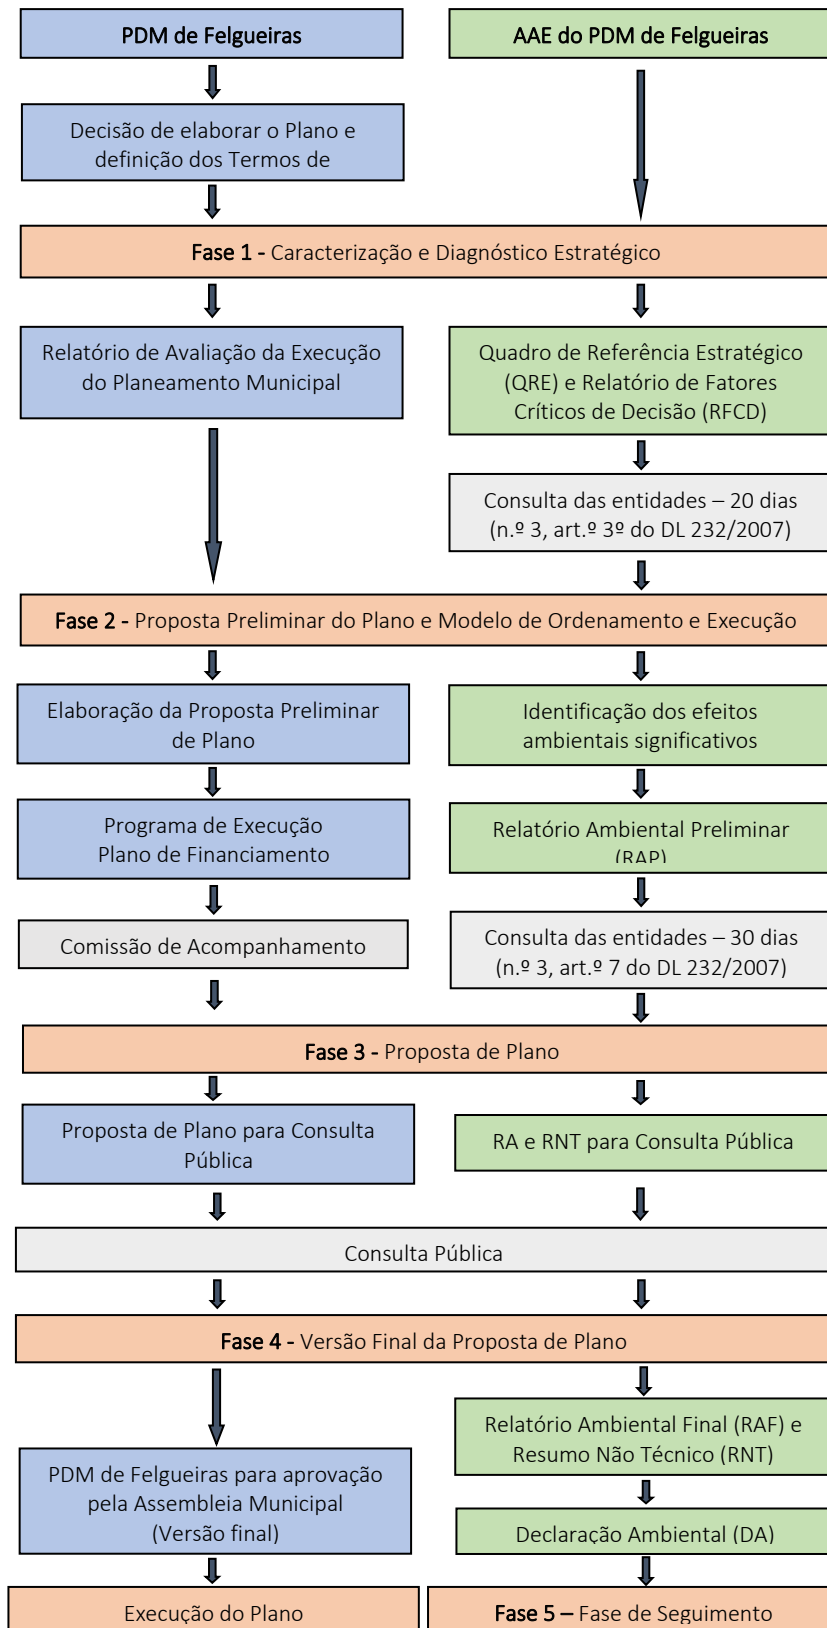 PDM de Felgueiras
AAE do PDM de Felgueiras
Decisão de elaborar o Plano e
definição dos Termos de
Fase 1 - Caracterização e Diagnóstico Estratégico
Relatório de Avaliação da Execução
do Planeamento Municipal
Quadro de Referência Estratégico
(QRE) e Relatório de Fatores
Críticos de Decisão (RFCD)
Consulta das entidades – 20 dias
(n.º 3, art.º 3º do DL 232/2007)
Fase 2 - Proposta Preliminar do Plano e Modelo de Ordenamento e Execução
Elaboração da Proposta Preliminar
de Plano
Identificação dos efeitos
ambientais significativos
Programa de Execução
Plano de Financiamento
Relatório Ambiental Preliminar
(RAP)
Comissão de Acompanhamento
Consulta das entidades – 30 dias
(n.º 3, art.º 7 do DL 232/2007)
Fase 3 - Proposta de Plano
Proposta de Plano para Consulta
Pública
RA e RNT para Consulta Pública
Consulta Pública
Fase 4 - Versão Final da Proposta de Plano
Relatório Ambiental Final (RAF) e
Resumo Não Técnico (RNT)
PDM de Felgueiras para aprovação
pela Assembleia Municipal
(Versão final)
Declaração Ambiental (DA)
Execução do Plano
Fase 5 – Fase de Seguimento